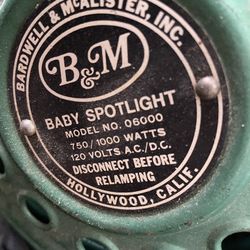 BARDWELL & McALISTER, INC.
B&M
BABY SPOTLIGHT
MODEL NO. 06000
750/1000 WATTS
120 VOLTS A.C./D.C.
DISCONNECT BEFORE
RELAMPING
HOLLYWOOD, CALIF.